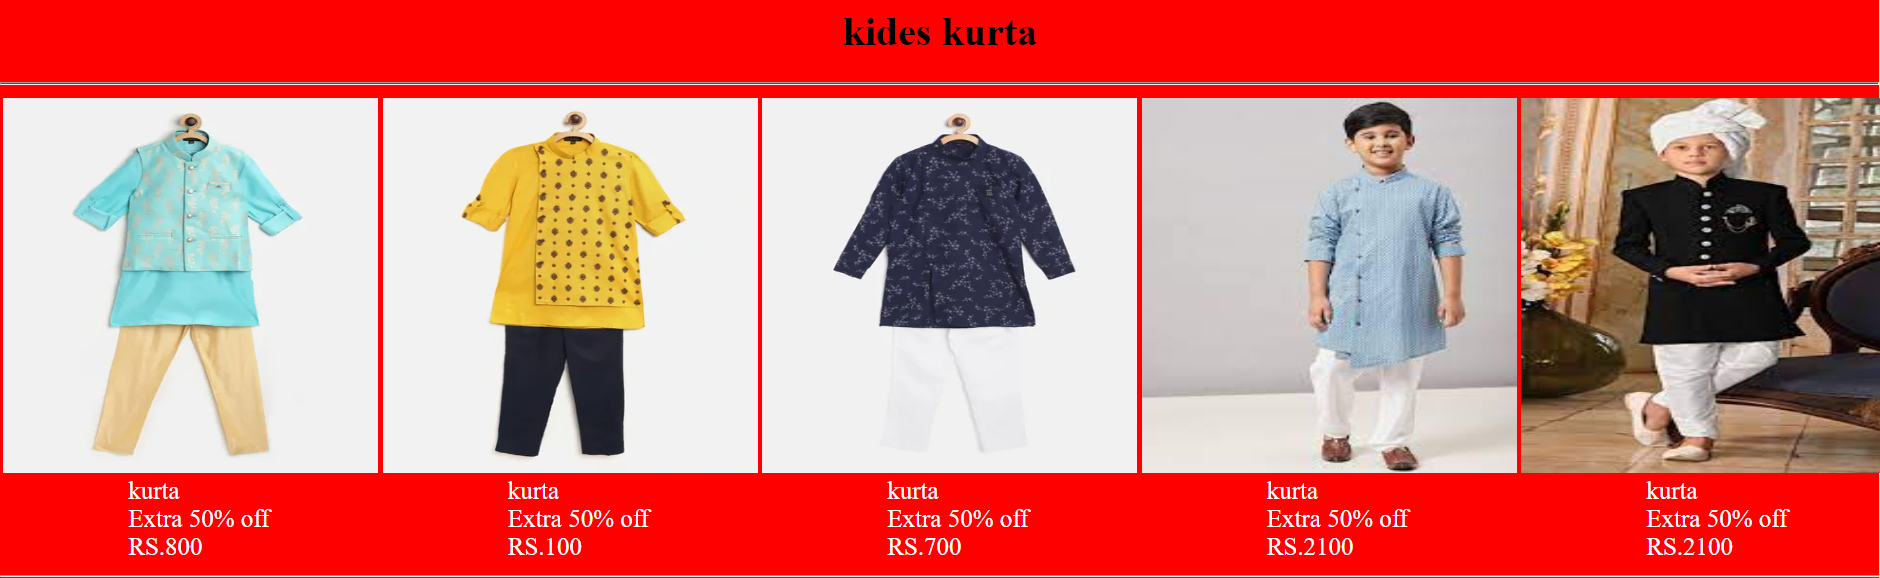 kides kurta
kurta
Extra 50% off
RS.800
kurta
Extra 50% off
RS.100
kurta
Extra 50% off
RS.700
kurta
Extra 50% off
RS.2100
kurta
Extra 50% off
RS.2100